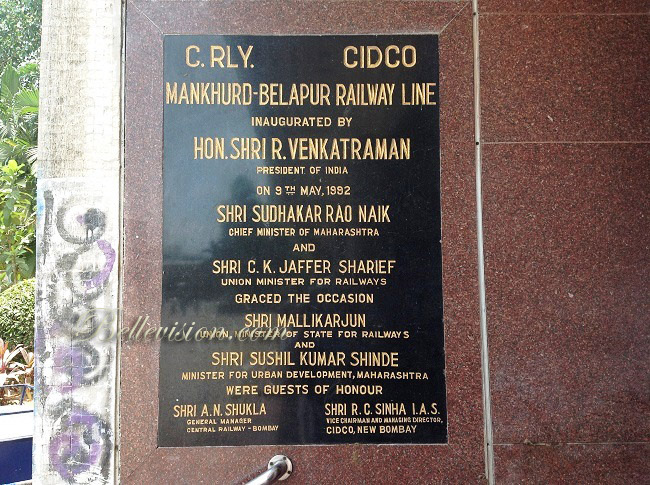 C. RLY. CIDCO
MANKHURD-BELAPUR RAILWAY LINE
INAUGURATED BY
HON. SHRI R. VENKATRAMAN
PRESIDENT OF INDIA
ON 9TH MAY, 1992
SHRI SUDHAKAR RAO NAIK
CHIEF MINISTER OF MAHARASHTRA
AND
SHRI C. K. JAFFER SHARIEF
UNION MINISTER FOR RAILWAYS
GRACED THE OCCASION
SHRI MALLIKARJUN
UNION MINISTER OF STATE FOR RAILWAYS
AND
SHRI SUSHIL KUMAR SHINDE
MINISTER FOR URBAN DEVELOPMENT, MAHARASHTRA
WERE GUESTS OF HONOUR
SHRI A. N. SHUKLA
GENERAL MANAGER
CENTRAL RAILWAY - BOMBAY
SHRI R. C. SINHA I.A.S.
VICE CHAIRMAN AND MANAGING DIRECTOR,
CIDCO, NEW BOMBAY
Bellevision.com